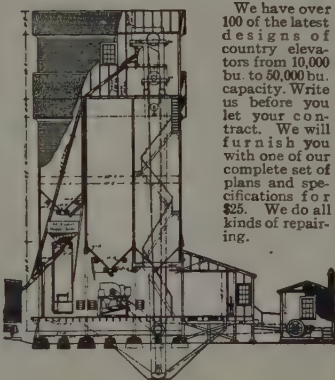 We have over
100 of the latest
designs of
country eleva-
tors from 10,000
bu. to 50,000 bu.
capacity. Write
us before you
let your con-
tract. We will
furnish you
with one of our
complete set of
plans and spe-
cifications for
$25. We do all
kinds of repair-
ing.